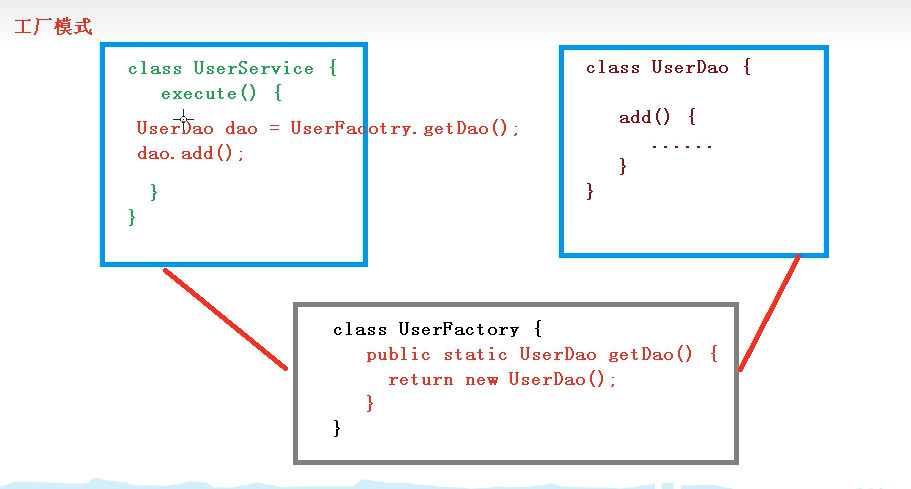 工厂模式
class UserService {
execute() {
UserDao dao = UserFacotry.getDao();
dao.add();
}
}
class UserDao {
add() {
......
}
}
class UserFactory {
public static UserDao getDao() {
return new UserDao();
}
}